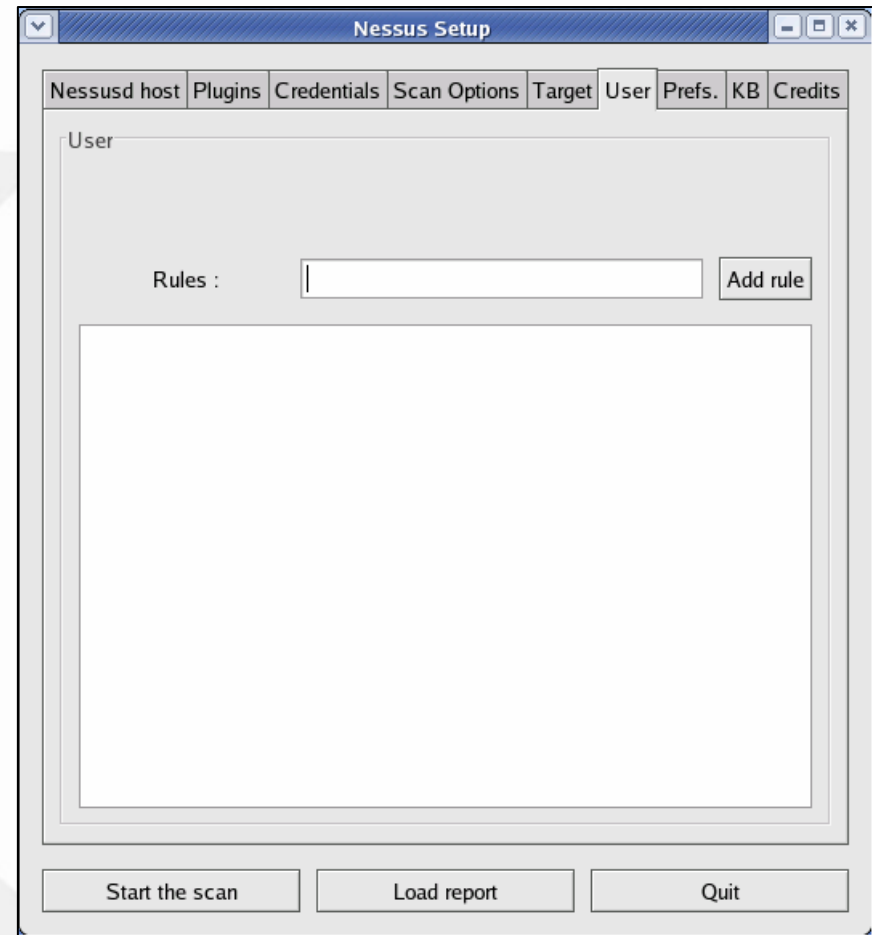 Nessus Setup
Nessusd host Plugins Credentials Scan Options Target User Prefs. KB Credits
User
Rules : Add rule
Start the scan Load report Quit